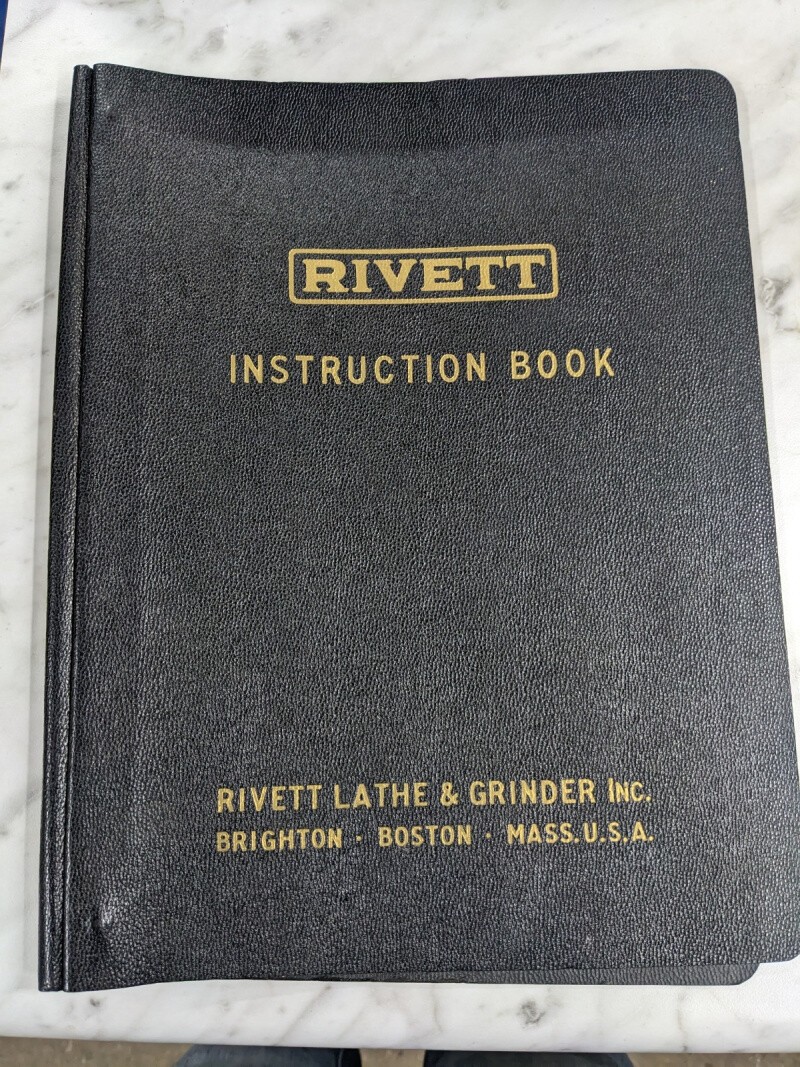 RIVETT
INSTRUCTION BOOK
RIVETT LATHE & GRINDER INC.
BRIGHTON · BOSTON · MASS. U.S.A.